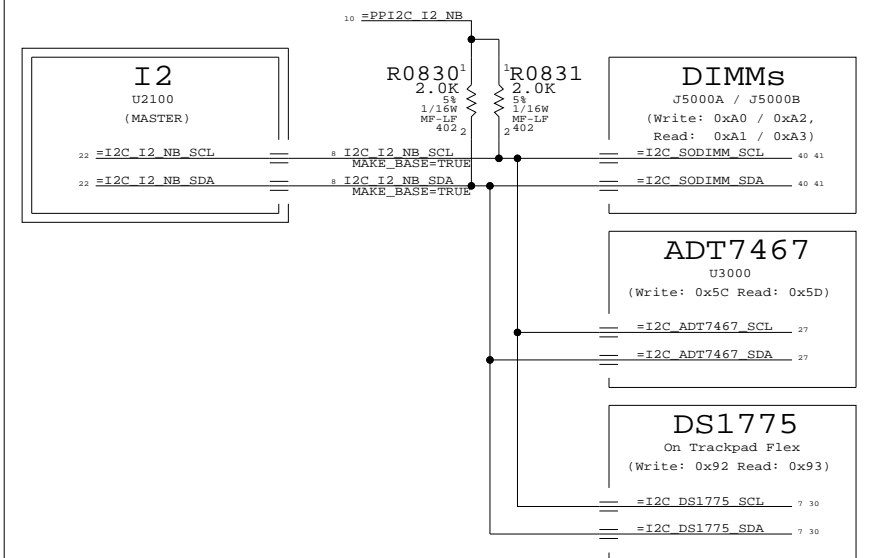 10 =PPI2C_I2_NB
I2
U2100
(MASTER)
22 =I2C_I2_NB_SCL
22 =I2C_I2_NB_SDA
R0830 1
2.0K
5%
1/16W
MF-LF
402 2
1 R0831
2.0K
5%
1/16W
MF-LF
2 402
8 I2C_I2_NB_SCL
MAKE_BASE=TRUE
8 I2C_I2_NB_SDA
MAKE_BASE=TRUE
DIMMs
J5000A / J5000B
(Write: 0xA0 / 0xA2,
Read: 0xA1 / 0xA3)
=I2C_SODIMM_SCL 40 41
=I2C_SODIMM_SDA 40 41
ADT7467
U3000
(Write: 0x5C Read: 0x5D)
=I2C_ADT7467_SCL 27
=I2C_ADT7467_SDA 27
DS1775
On Trackpad Flex
(Write: 0x92 Read: 0x93)
=I2C_DS1775_SCL 7 30
=I2C_DS1775_SDA 7 30